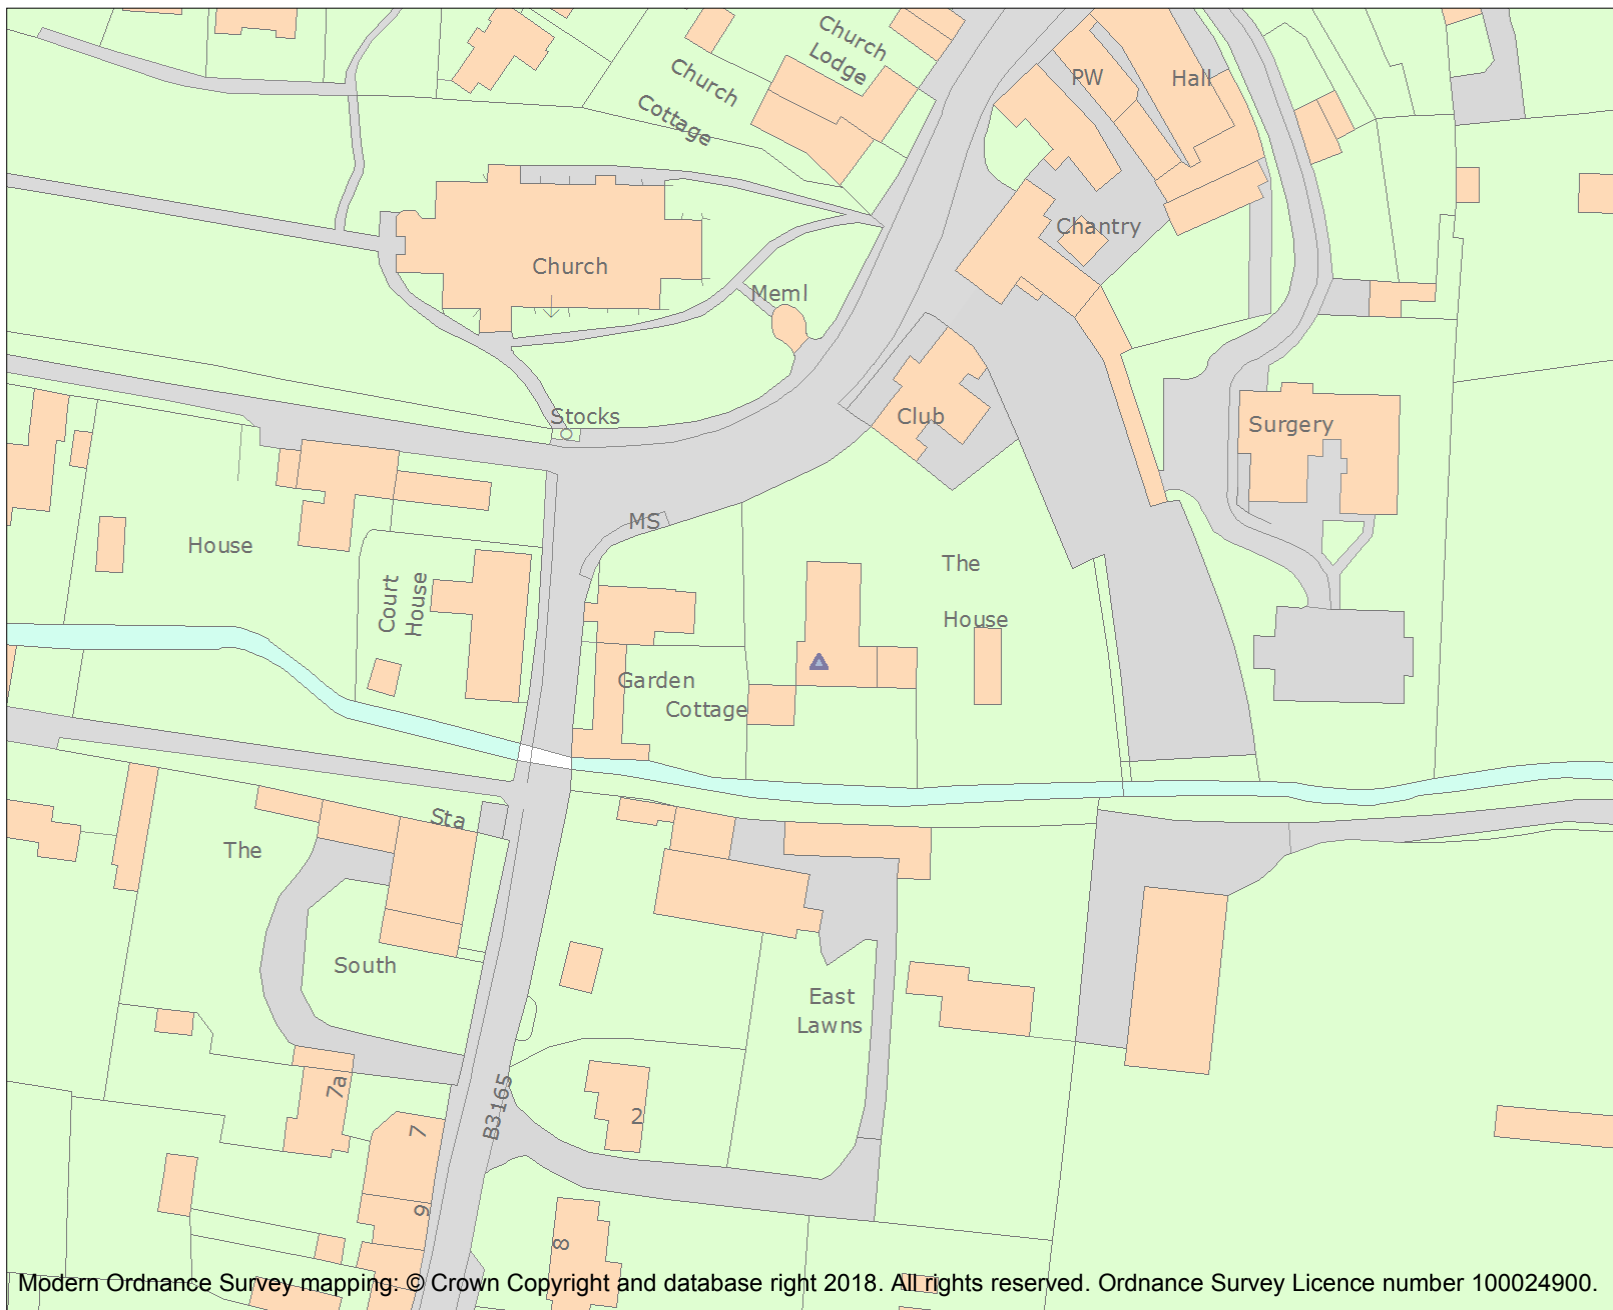 Church
Lodge
Church
Cottage
PW
Hall
Chantry
Church
Meml
Stocks
Club
Surgery
MS
House
Court
House
The
House
Garden
Cottage
Sta
The
South
East
Lawns
7a
7
B3165
2
9
8
Modern Ordnance Survey mapping: © Crown Copyright and database right 2018. All rights reserved. Ordnance Survey Licence number 100024900.